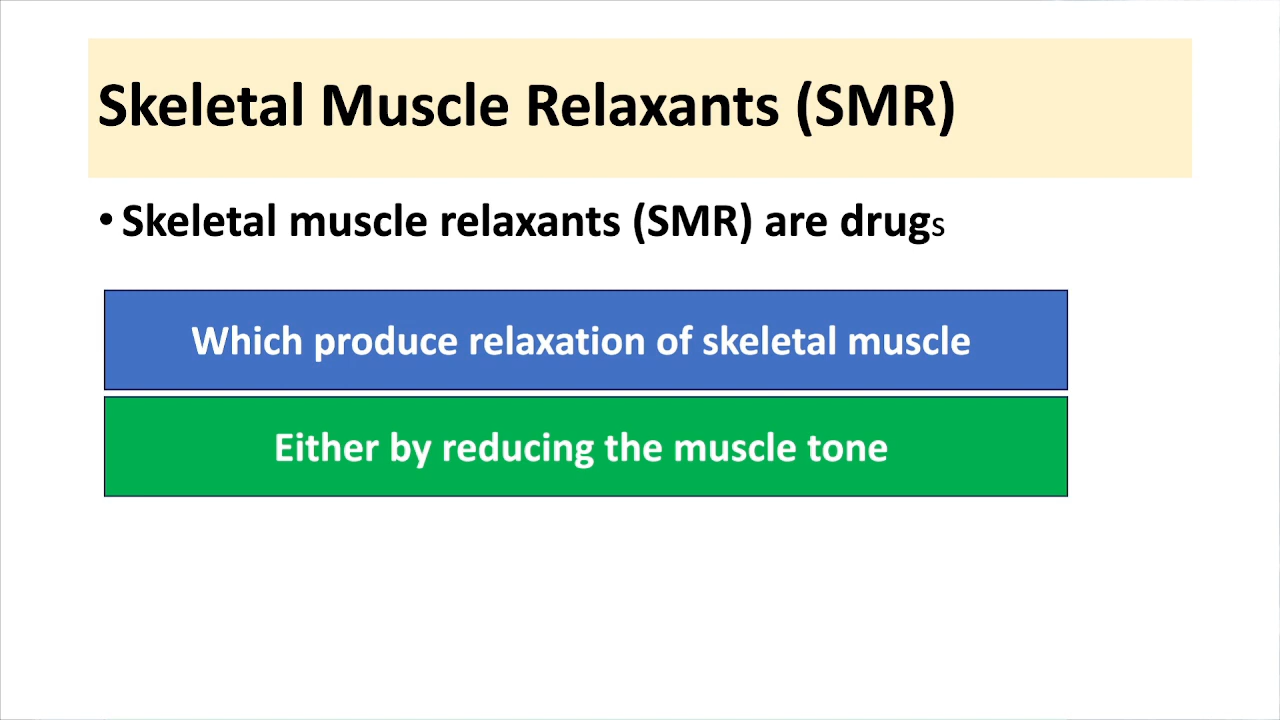 Skeletal Muscle Relaxants (SMR)
• Skeletal muscle relaxants (SMR) are drugs
Which produce relaxation of skeletal muscle
Either by reducing the muscle tone